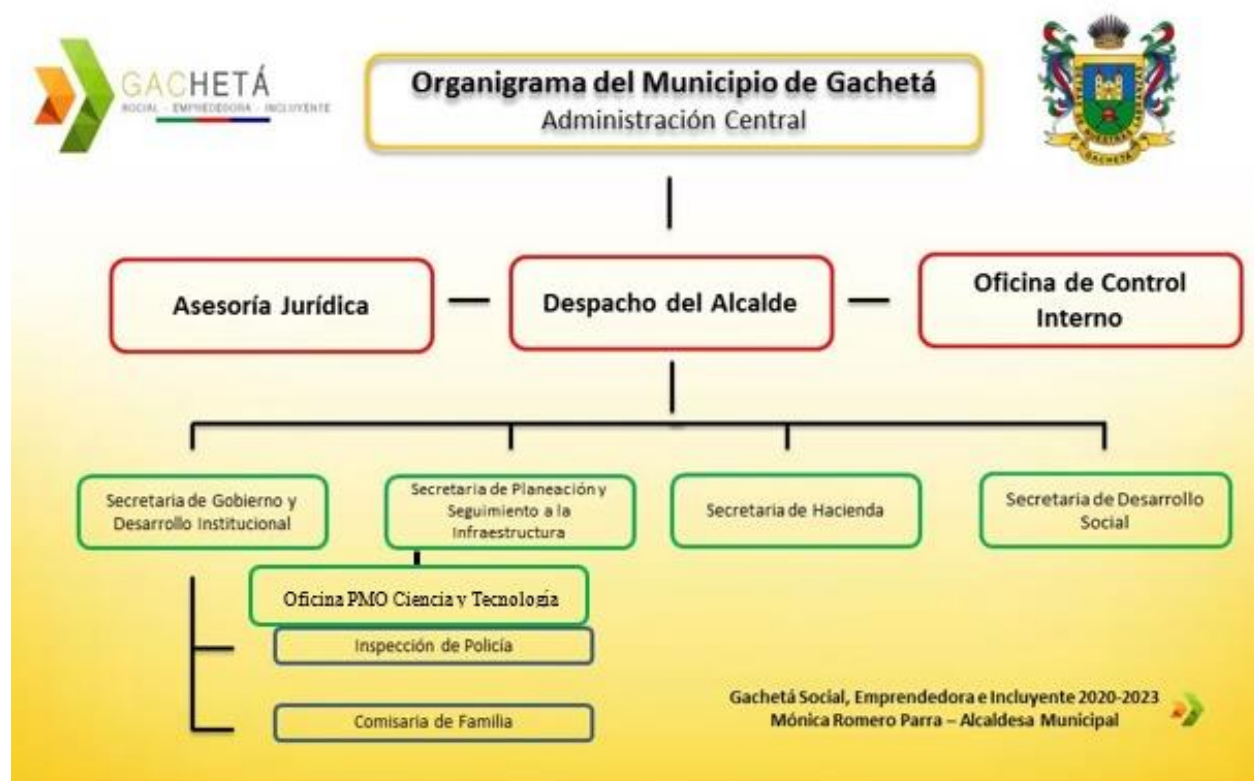 GACHETÁ
SOCIAL - EMPREDEDORA - INCLUYENTE
Organigrama del Municipio de Gachetá
Administración Central
GACHETÁ
Asesoría Jurídica
Despacho del Alcalde
Oficina de Control
Interno
Secretaria de Gobierno y
Desarrollo Institucional
Secretaria de Planeación y
Seguimiento a la
Infraestructura
Secretaria de Hacienda
Secretaria de Desarrollo
Social
Oficina PMO Ciencia y Tecnología
Inspección de Policía
Comisaria de Familia
Gachetá Social, Emprendedora e Incluyente 2020-2023
Mónica Romero Parra – Alcaldesa Municipal